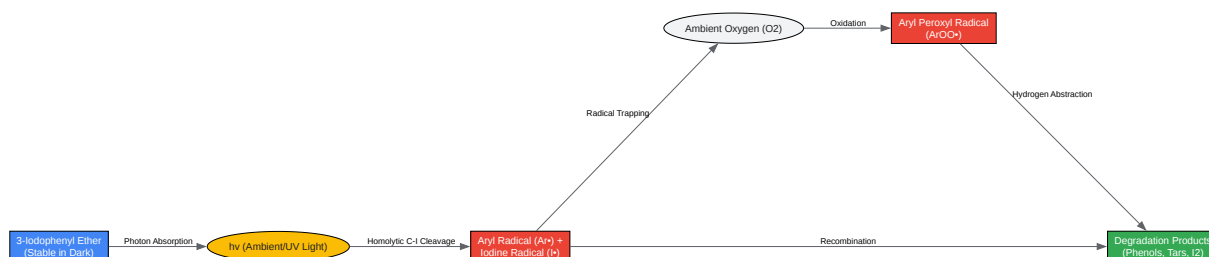 Ambient Oxygen (O2)
Oxidation
Aryl Peroxyl Radical
(ArOO•)
Hydrogen Abstraction
Radical Trapping
3-Iodophenyl Ether
(Stable in Dark)
Photon Absorption
hv (Ambient/UV Light)
Homolytic C-I Cleavage
Aryl Radical (Ar•) +
Iodine Radical (I•)
Recombination
Degradation Products
(Phenols, Tars, I2)